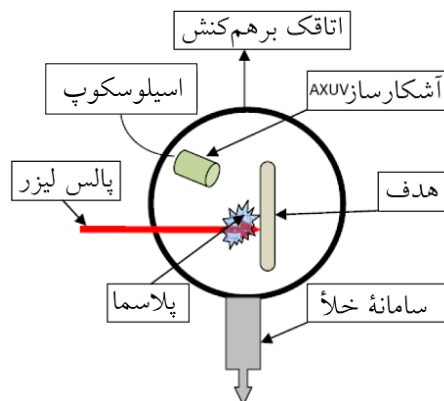 اتاقک برهم‌کنش
آشکارساز AXUV
اسیلوسکوپ
پالس لیزر
هدف
پلاسما
سامانهٔ خلأ